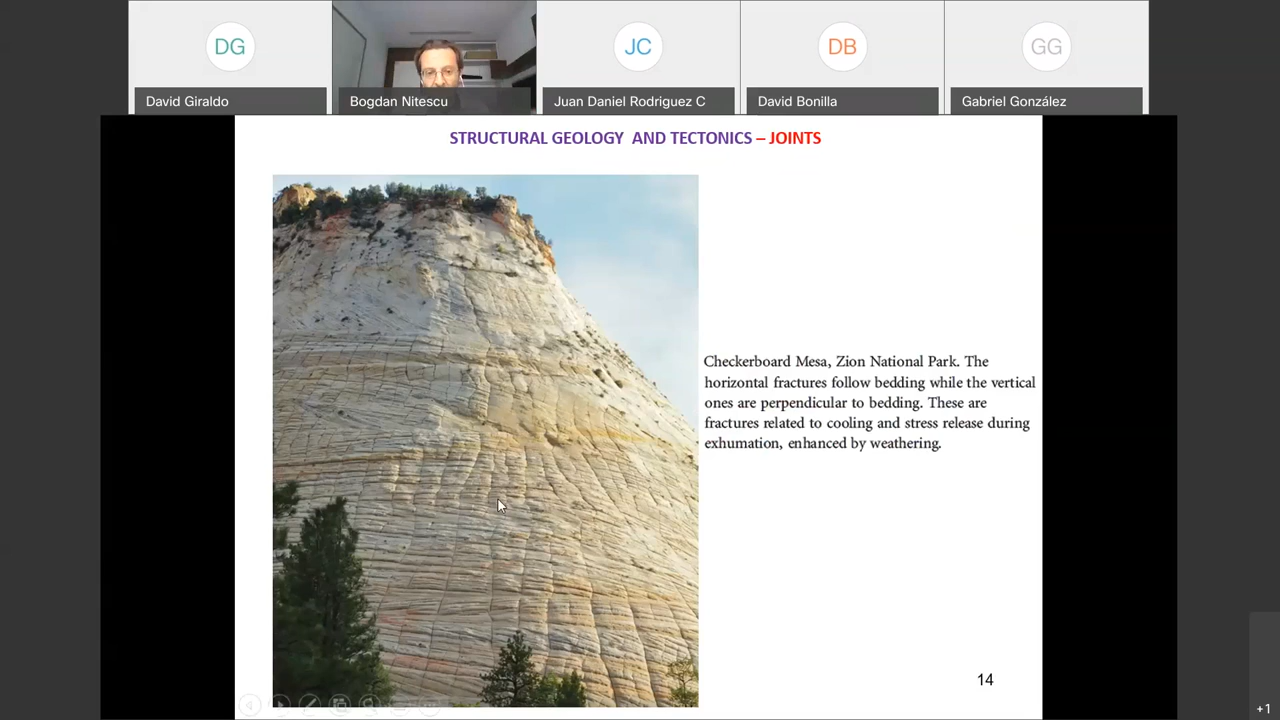 DG
JC
DB
GG
David Giraldo
Bogdan Nitescu
Juan Daniel Rodriguez C
David Bonilla
Gabriel González
STRUCTURAL GEOLOGY AND TECTONICS – JOINTS
Checkerboard Mesa, Zion National Park. The
horizontal fractures follow bedding while the vertical
ones are perpendicular to bedding. These are
fractures related to cooling and stress release during
exhumation, enhanced by weathering.
14
+1